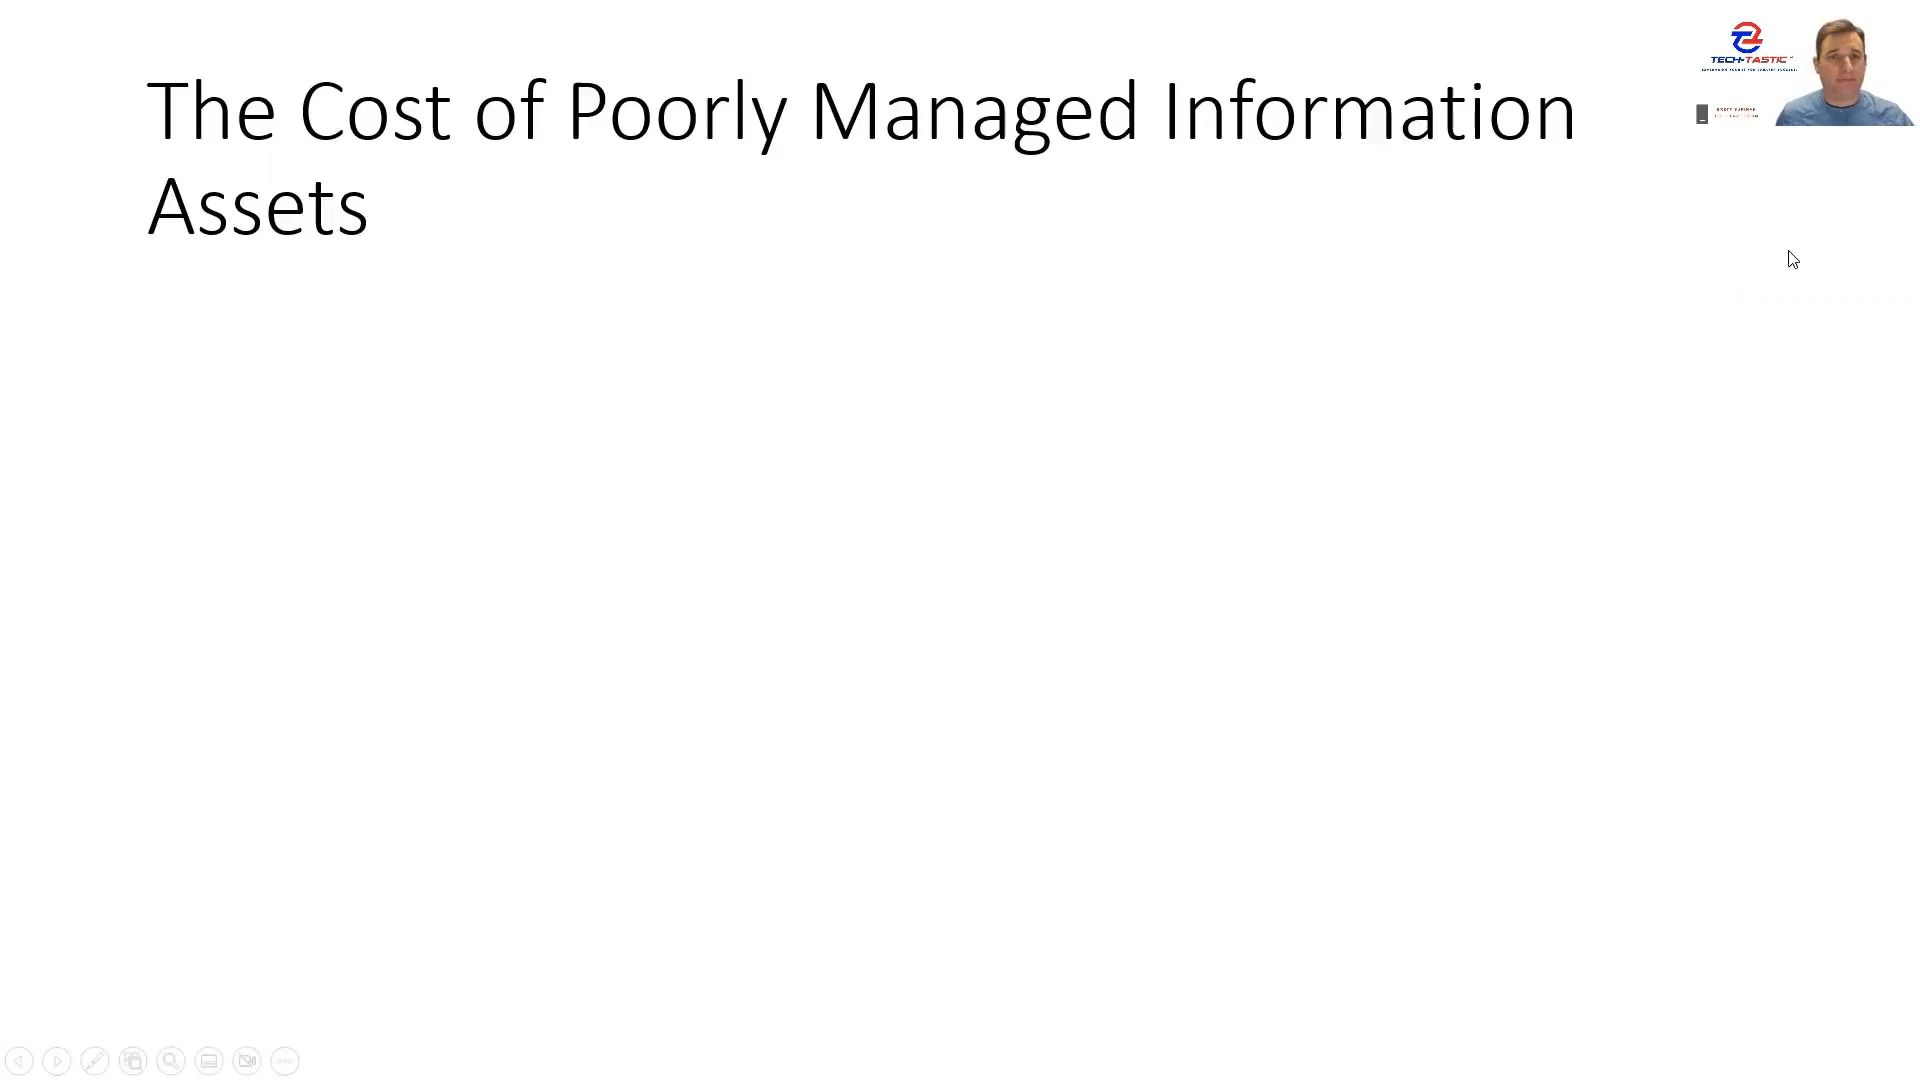 The Cost of Poorly Managed Information
Assets
TECH-TASTIC